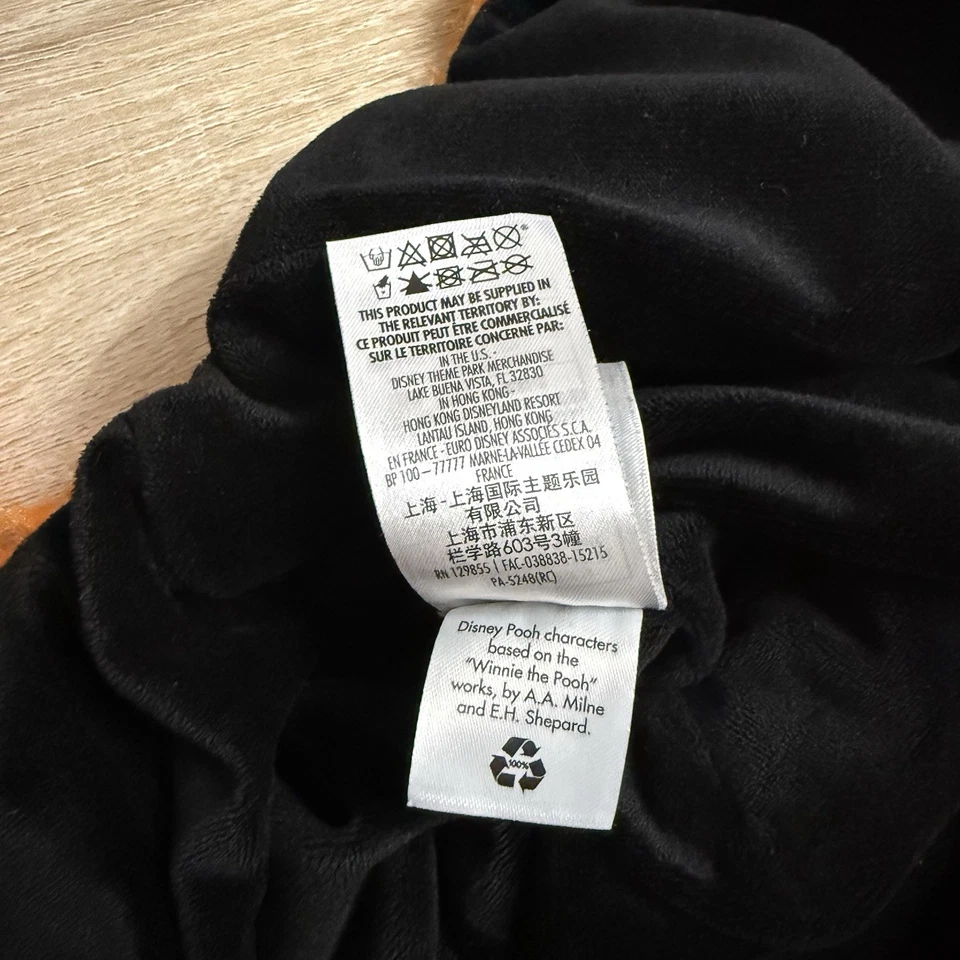 THIS PRODUCT MAY BE SUPPLIED IN
THE RELEVANT TERRITORY BY:
CE PRODUIT PEUT ÊTRE COMMERCIALISÉ
SUR LE TERRITOIRE CONCERNÉ PAR:
IN THE U.S. -
DISNEY THEME PARK MERCHANDISE
LAKE BUENA VISTA, FL 32830
IN HONG KONG -
HONG KONG DISNEYLAND RESORT
LANTAU ISLAND, HONG KONG
EN FRANCE - EURO DISNEY ASSOCIÉS S.C.A.
BP 100 – 77777 MARNE-LA-VALLÉE CEDEX 04
FRANCE
上海 - 上海国际主题乐园
有限公司
上海市浦东新区
栏学路603号3幢
RN 129855 | FAC-038838-15215
PA-5248(RC)
Disney Pooh characters
based on the
"Winnie the Pooh"
works, by A.A. Milne
and E.H. Shepard.
100%